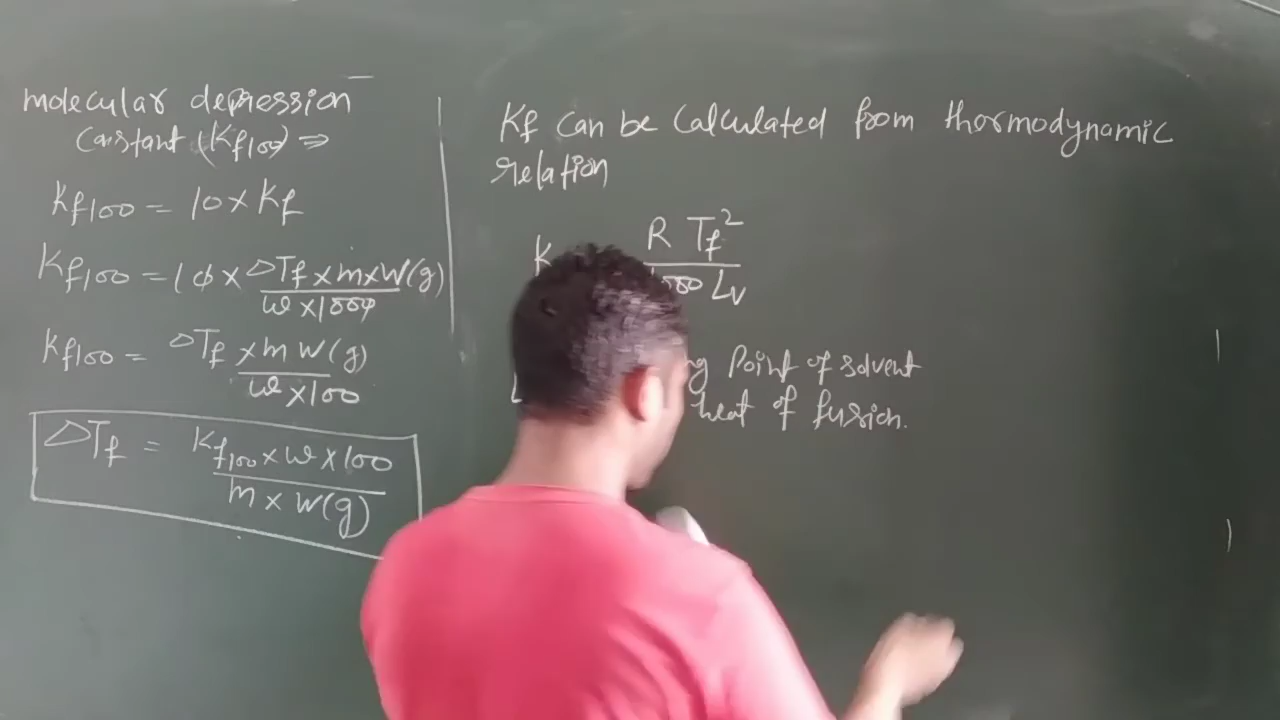 molecular depression
constant (Kf100) ⇒
Kf100 = 10 × Kf
Kf100 = 10 × ΔTf × m × W(g) / w × 1000
Kf100 = ΔTf × m W(g) / w × 100
ΔTf = Kf100 × w × 100 / m × W(g)
Kf can be calculated from thermodynamic
relation
K R Tf² / 1000 Lv
Point of solvent
heat of fusion.